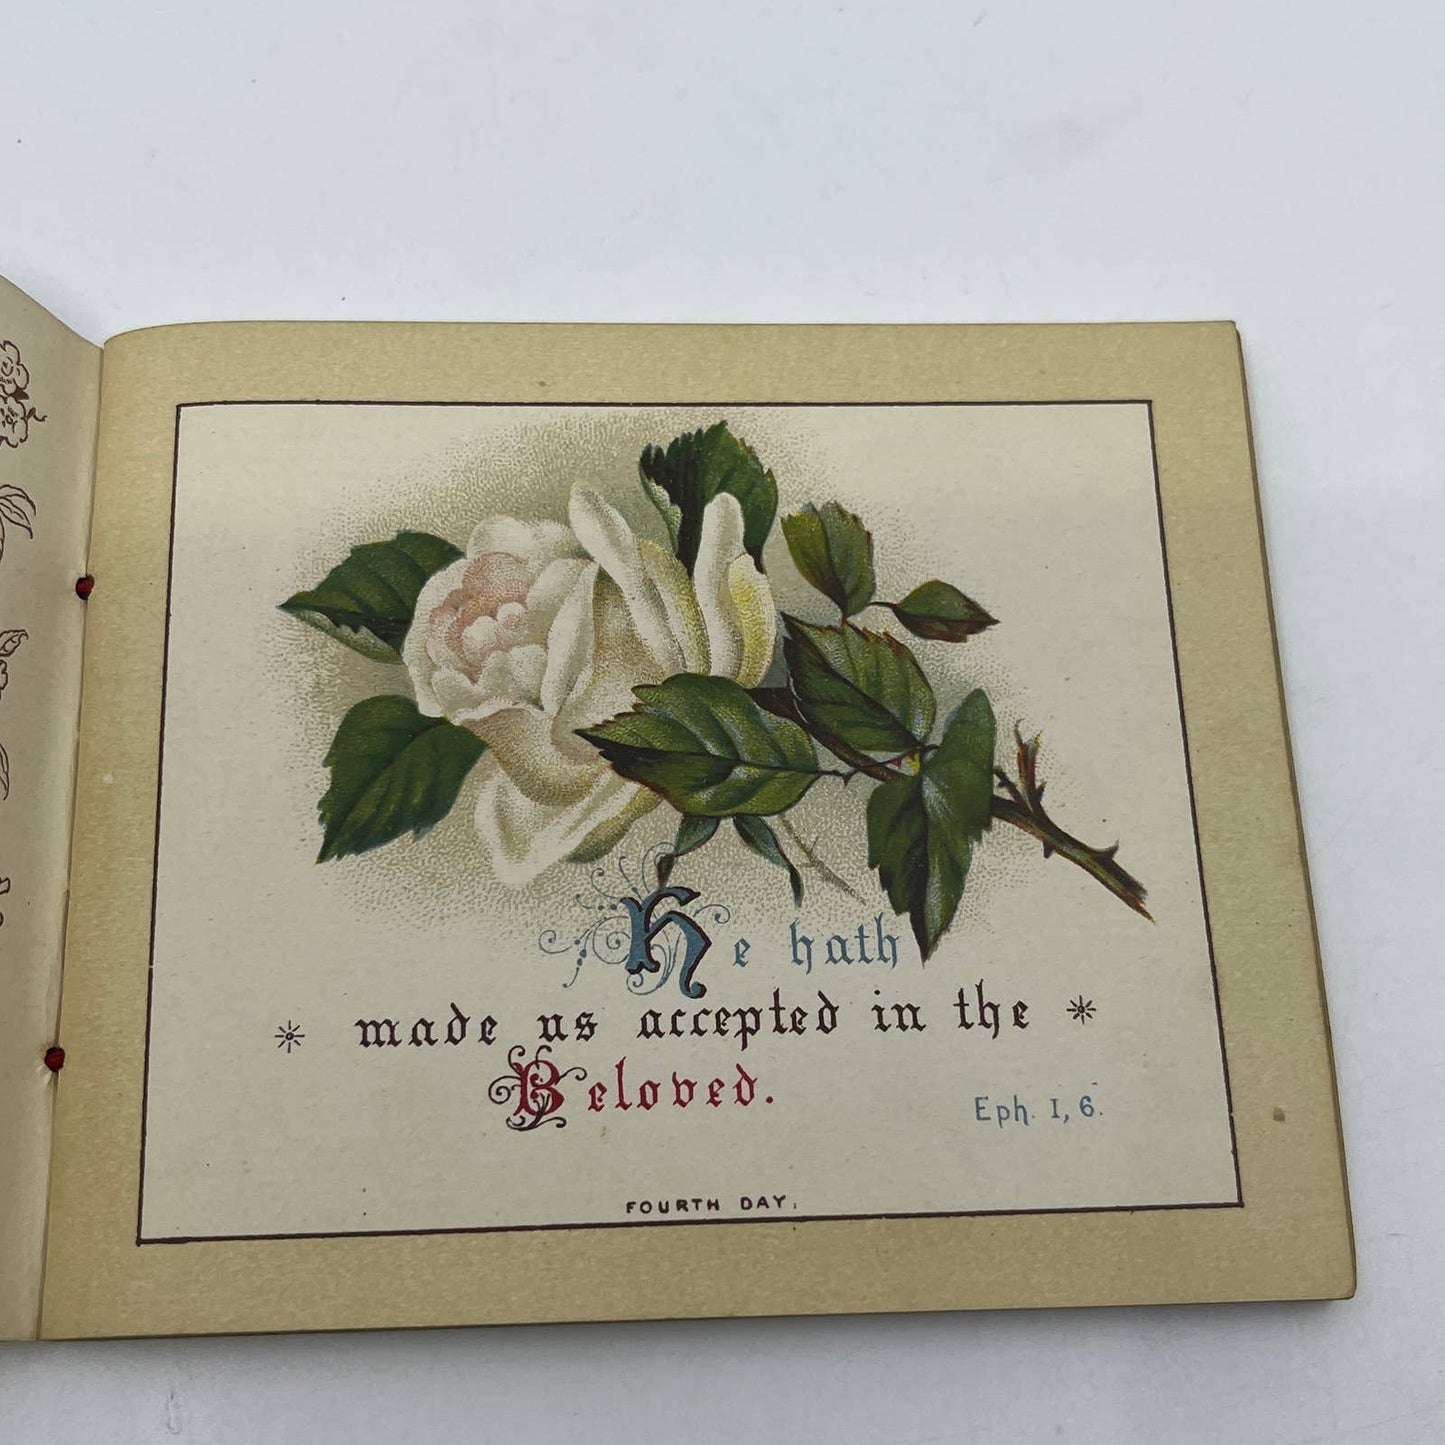 He hath
made us accepted in the
Beloved.
Eph. I, 6.
FOURTH DAY.